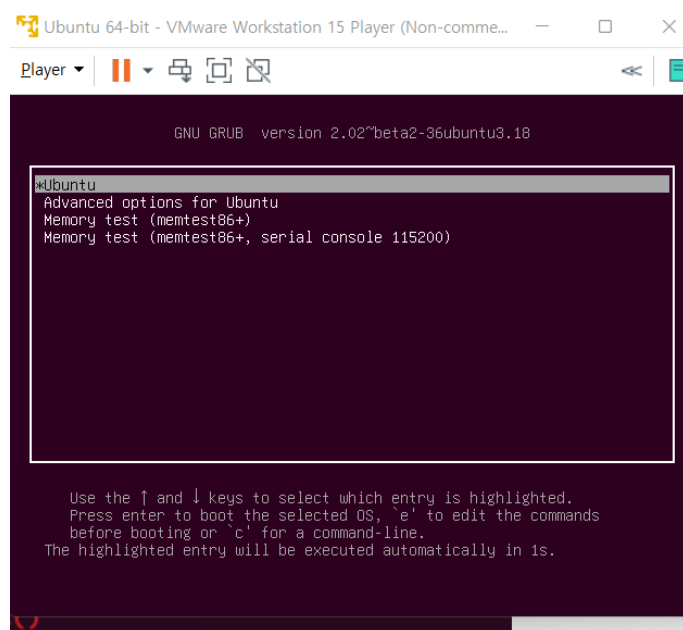 Ubuntu 64-bit - VMware Workstation 15 Player (Non-comme...
Player
GNU GRUB  version 2.02~beta2-36ubuntu3.18
*Ubuntu
Advanced options for Ubuntu
Memory test (memtest86+)
Memory test (memtest86+, serial console 115200)
Use the ↑ and ↓ keys to select which entry is highlighted.
Press enter to boot the selected OS, `e' to edit the commands
before booting or `c' for a command-line.
The highlighted entry will be executed automatically in 1s.